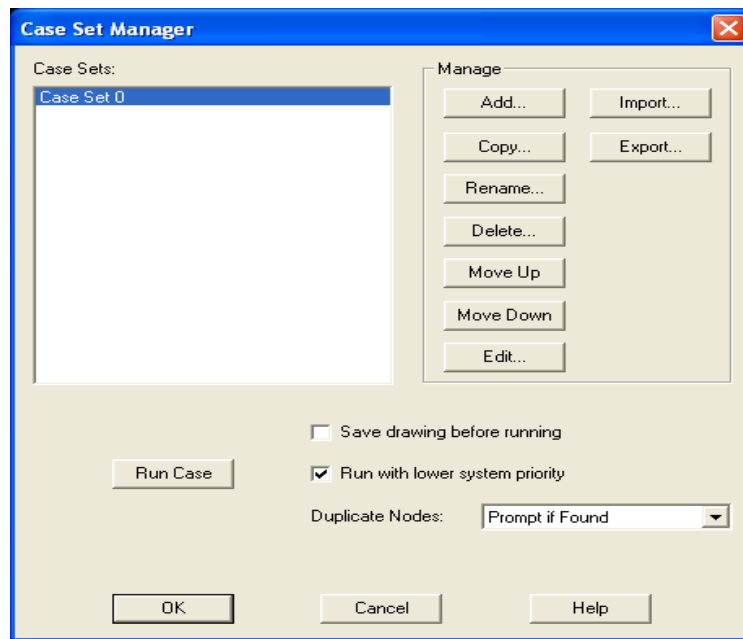 Case Set Manager
Case Sets:
Case Set 0
Manage
Add...
Import...
Copy...
Export...
Rename...
Delete...
Move Up
Move Down
Edit...
Save drawing before running
Run Case
Run with lower system priority
Duplicate Nodes:
Prompt if Found
OK
Cancel
Help